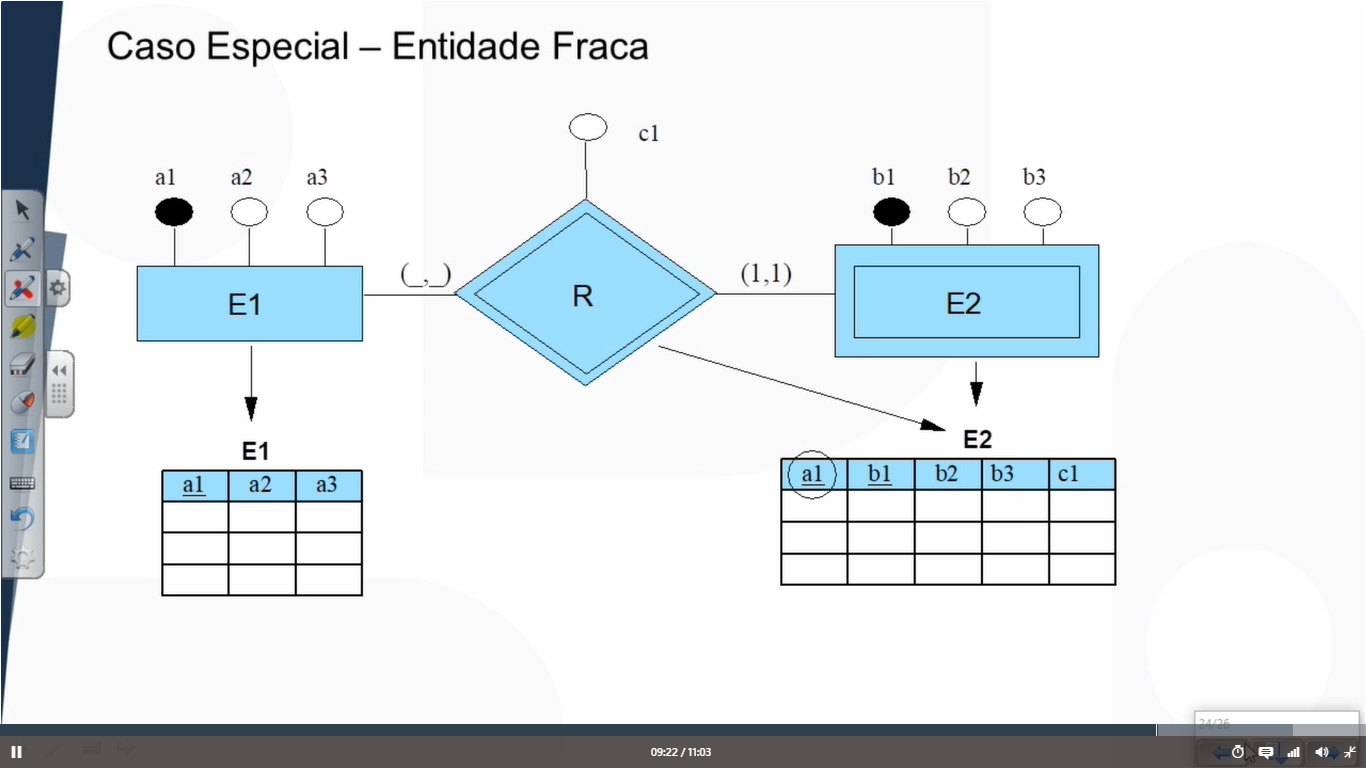 Caso Especial – Entidade Fraca
c1
a1 a2 a3
b1 b2 b3
(_,_)
(1,1)
E1
R
E2
E1
E2
a1 a2 a3
a1 b1 b2 b3 c1
24/26
09:22 / 11:03